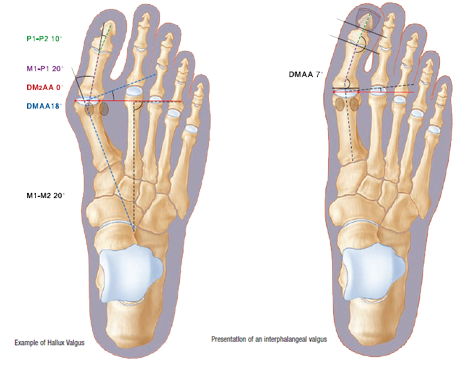 P1-P2 10°
M1-P1 20°
DM2AA 0°
DMAA18°
M1-M2 20°
Example of Hallux Valgus
DMAA 7°
Presentation of an interphalangeal valgus